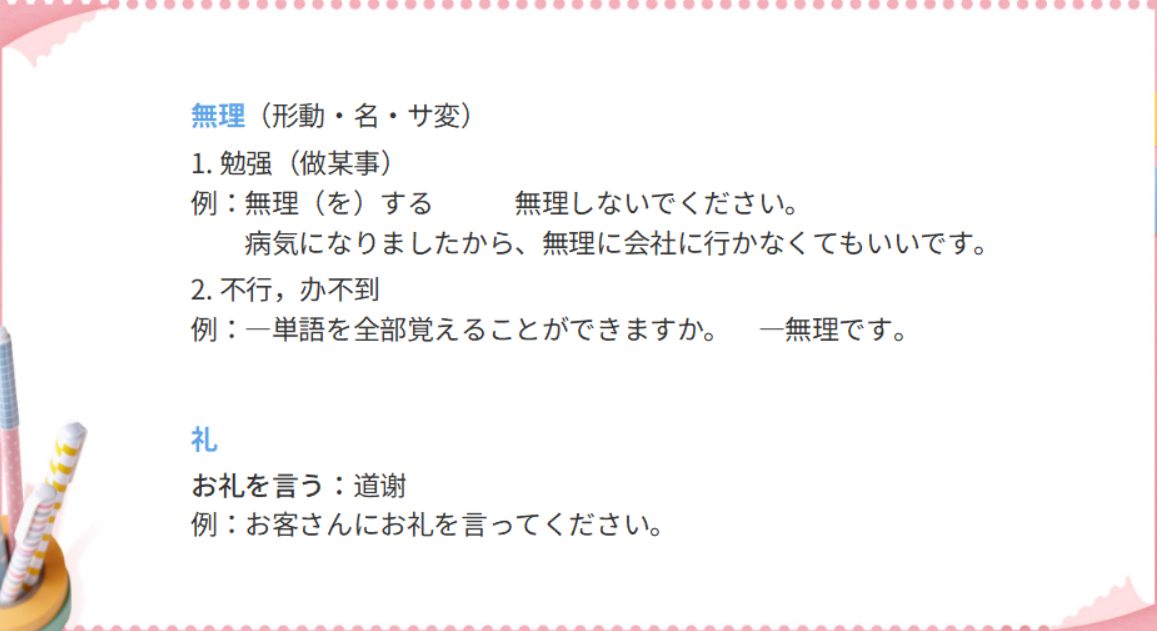 無理（形動・名・サ変）
1. 勉强（做某事）
例：無理（を）する　　　無理しないでください。
病気になりましたから、無理に会社に行かなくてもいいです。
2. 不行，办不到
例：―単語を全部覚えることができますか。　―無理です。
礼
お礼を言う：道谢
例：お客さんにお礼を言ってください。